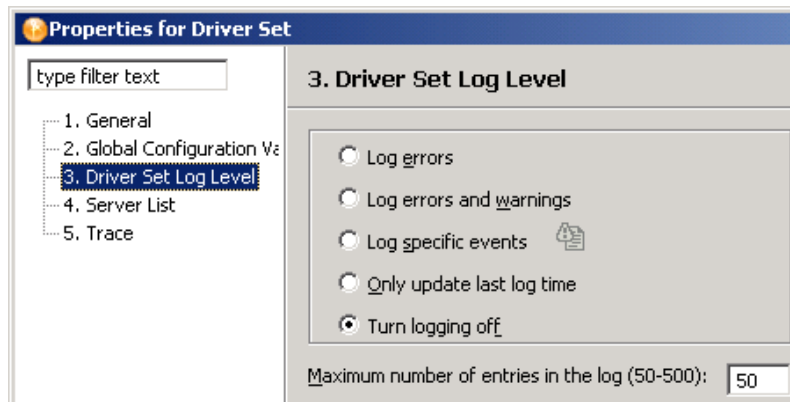 Properties for Driver Set
type filter text
1. General
2. Global Configuration Va
3. Driver Set Log Level
4. Server List
5. Trace
3. Driver Set Log Level
Log errors
Log errors and warnings
Log specific events
Only update last log time
Turn logging off
Maximum number of entries in the log (50-500): 50